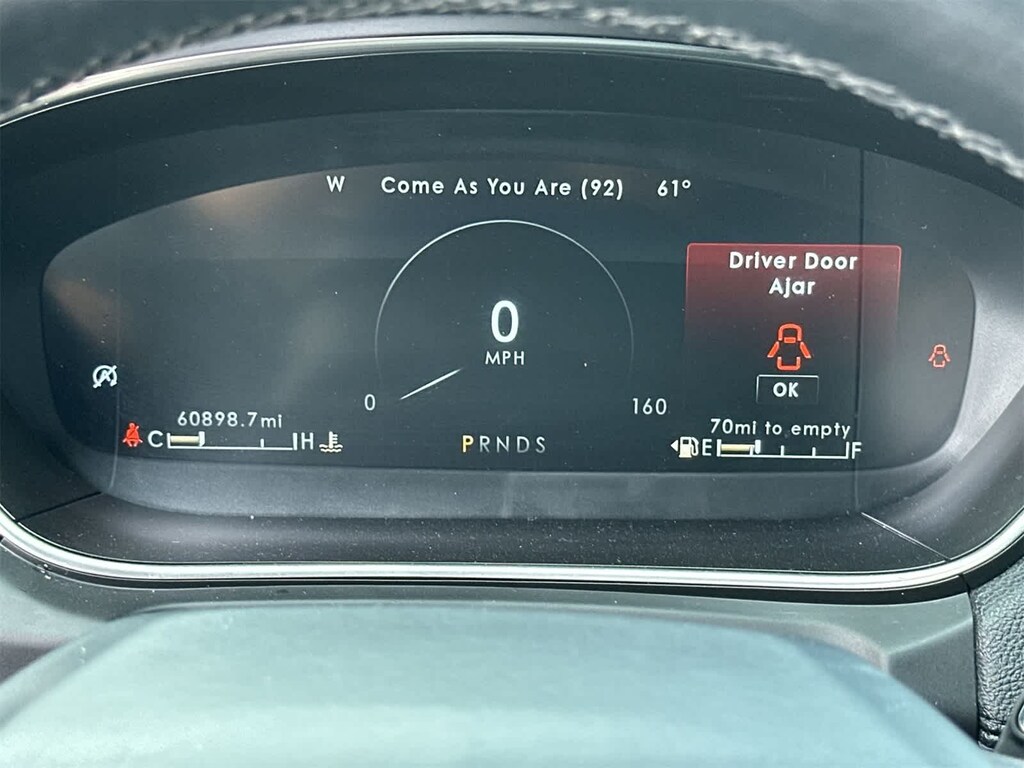 W Come As You Are (92) 61°
Driver Door
Ajar
0
MPH
OK
0 160
60898.7mi
70mi to empty
C H
PRNDS
E F